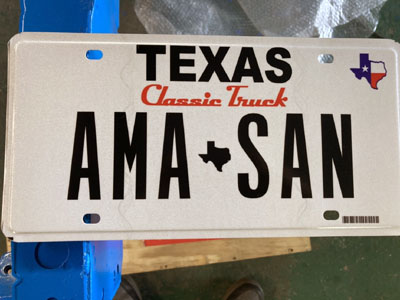 TEXAS
Classic Truck
AMA SAN